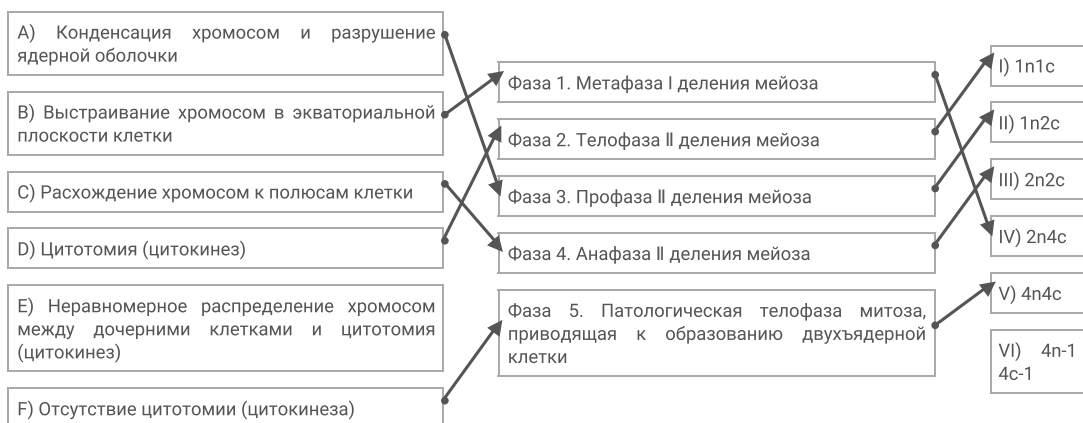 A) Конденсация хромосом и разрушение
ядерной оболочки
B) Выстраивание хромосом в экваториальной
плоскости клетки
C) Расхождение хромосом к полюсам клетки
D) Цитотомия (цитокинез)
E) Неравномерное распределение хромосом
между дочерними клетками и цитотомия
(цитокинез)
F) Отсутствие цитотомии (цитокинеза)
Фаза 1. Метафаза I деления мейоза
Фаза 2. Телофаза II деления мейоза
Фаза 3. Профаза II деления мейоза
Фаза 4. Анафаза II деления мейоза
Фаза 5. Патологическая телофаза митоза,
приводящая к образованию двухъядерной
клетки
I) 1n1c
II) 1n2c
III) 2n2c
IV) 2n4c
V) 4n4c
VI) 4n-1
4c-1